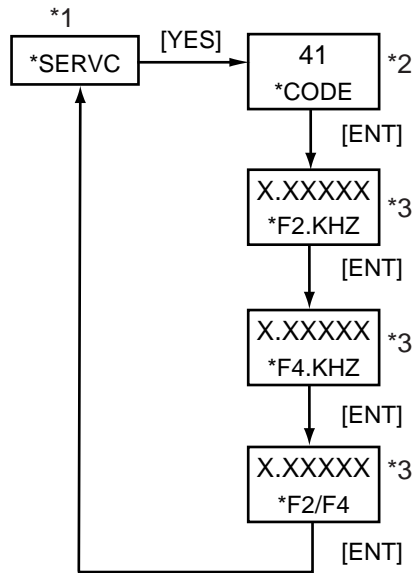 *1
*SERVC
[YES]
41
*CODE
*2
[ENT]
X.XXXXX
*F2.KHZ
*3
[ENT]
X.XXXXX
*F4.KHZ
*3
[ENT]
X.XXXXX
*F2/F4
*3
[ENT]